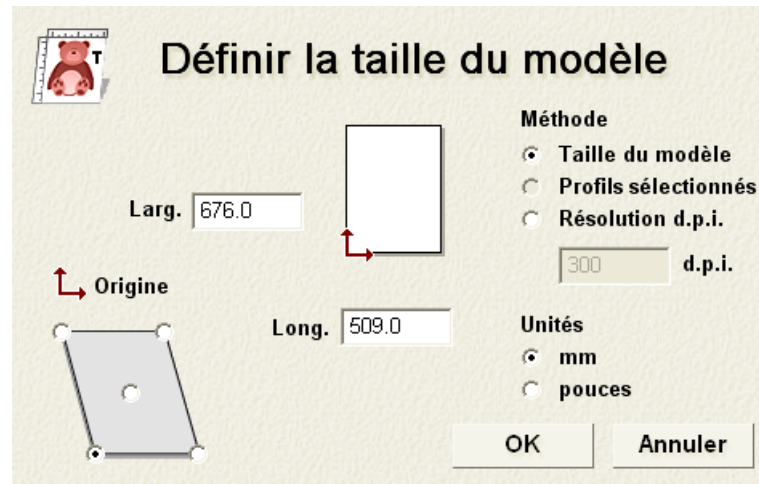 T
Définir la taille du modèle
Méthode
Taille du modèle
Profils sélectionnés
Résolution d.p.i.
300 d.p.i.
Larg. 676.0
Origine
Long. 509.0
Unités
mm
pouces
OK
Annuler